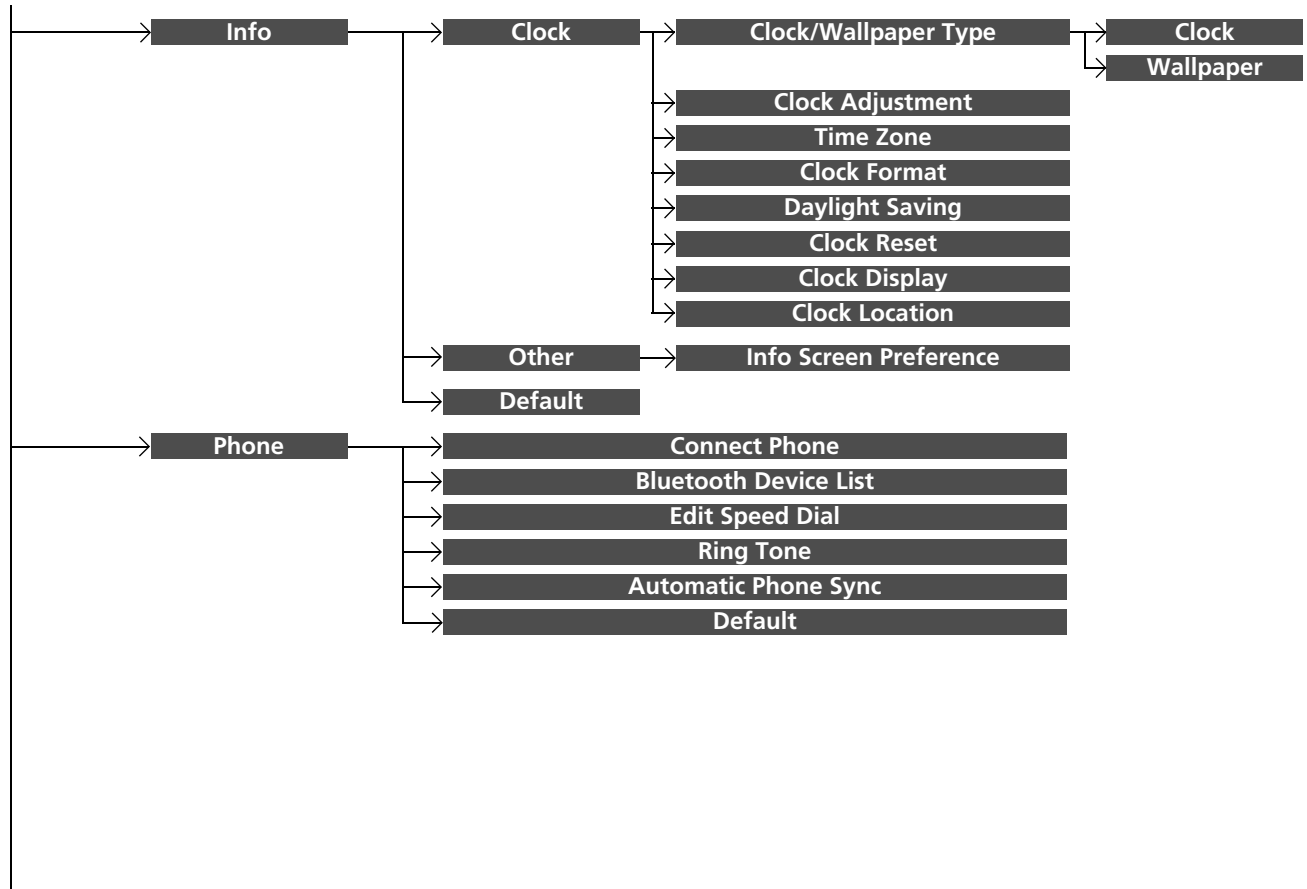 Info
Clock
Clock/Wallpaper Type
Clock
Wallpaper
Clock Adjustment
Time Zone
Clock Format
Daylight Saving
Clock Reset
Clock Display
Clock Location
Other
Info Screen Preference
Default
Phone
Connect Phone
Bluetooth Device List
Edit Speed Dial
Ring Tone
Automatic Phone Sync
Default